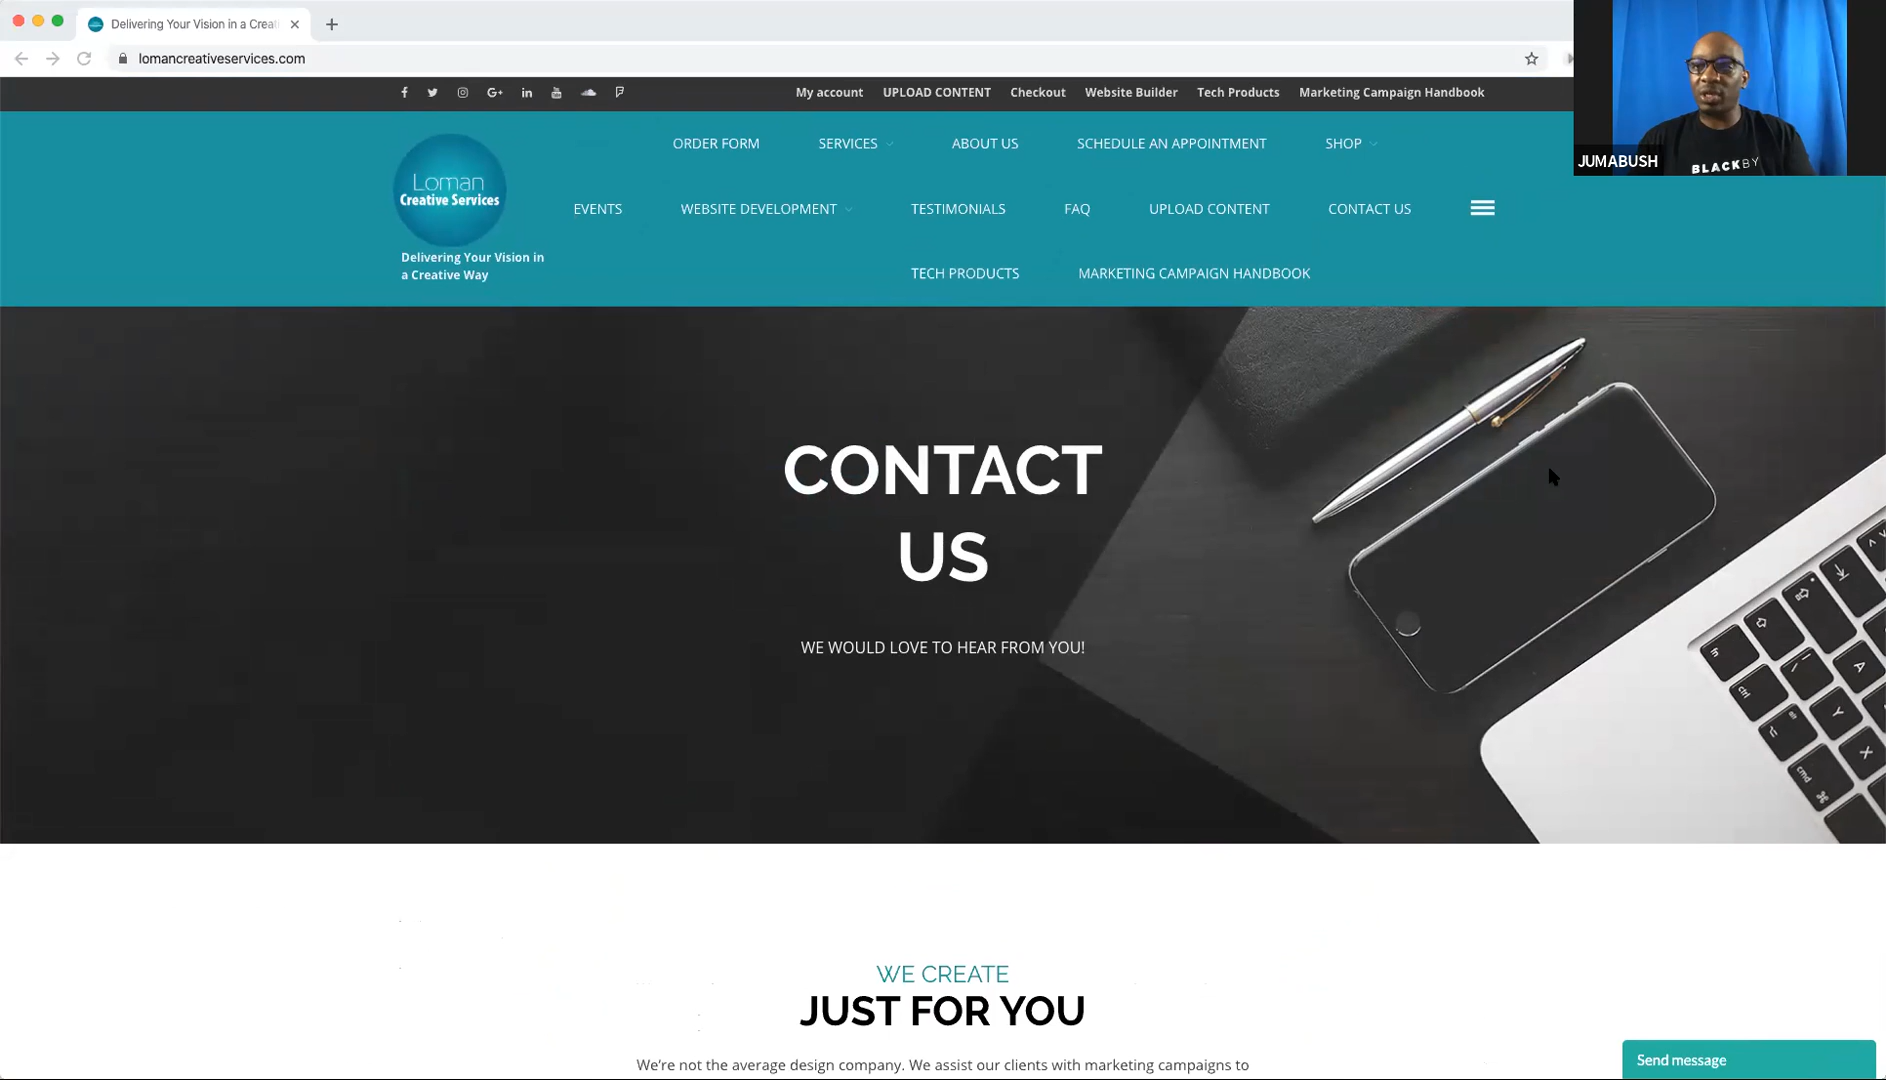 Delivering Your Vision in a Creat
lomancreativeservices.com
My account UPLOAD CONTENT Checkout Website Builder Tech Products Marketing Campaign Handbook
JUMABUSH
BLACKBY
Loman
Creative Services
Delivering Your Vision in
a Creative Way
ORDER FORM SERVICES ABOUT US SCHEDULE AN APPOINTMENT SHOP
EVENTS WEBSITE DEVELOPMENT TESTIMONIALS FAQ UPLOAD CONTENT CONTACT US
TECH PRODUCTS MARKETING CAMPAIGN HANDBOOK
CONTACT
US
WE WOULD LOVE TO HEAR FROM YOU!
ctrl
alt
cmd
A
Y
X
WE CREATE
JUST FOR YOU
We’re not the average design company. We assist our clients with marketing campaigns to
Send message